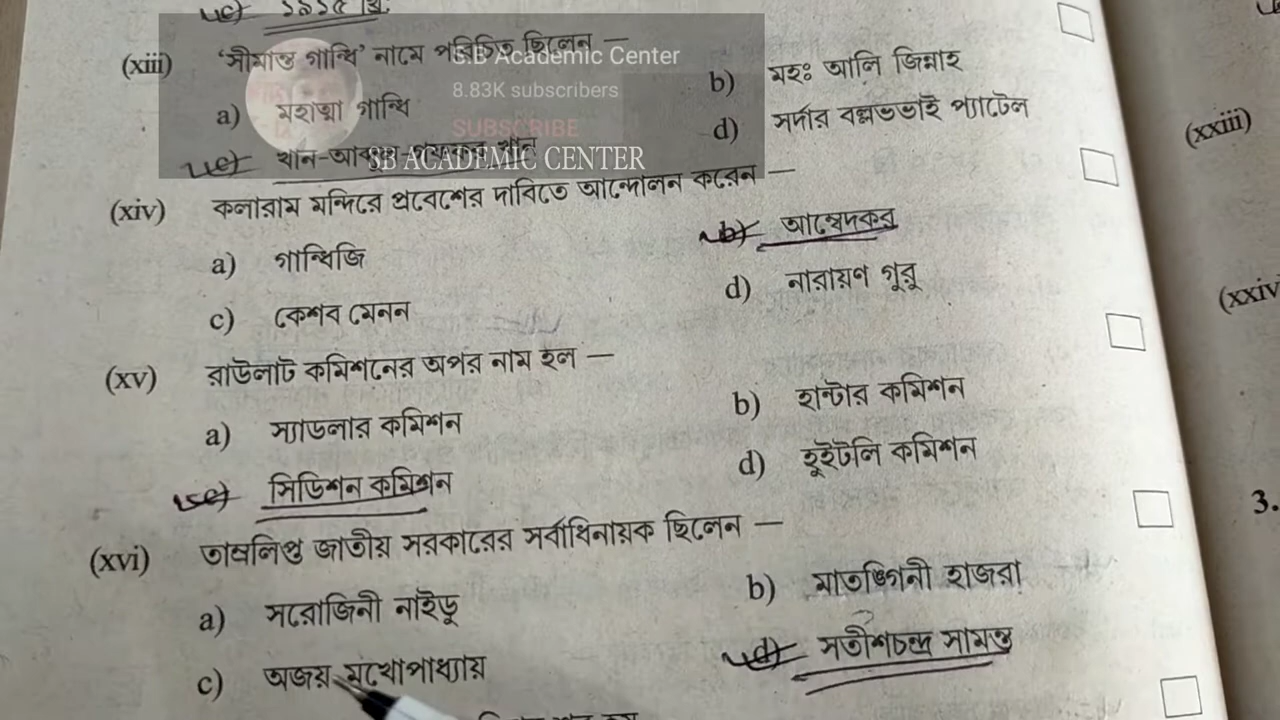 c) ১৯১৫ খ্রি.
(xiii) ‘সীমান্ত গান্ধি’ নামে পরিচিত ছিলেন —
SB Academic Center
8.83K subscribers
SUBSCRIBE
a) মহাত্মা গান্ধি
b) মহঃ আলি জিন্নাহ
c) খান-আব্দুল-গফফর খান
d) সর্দার বল্লভভাই প্যাটেল
SB ACADEMIC CENTER
(xiv) কলারাম মন্দিরে প্রবেশের দাবিতে আন্দোলন করেন —
a) গান্ধিজি
b) আম্বেদকর
c) কেশব মেনন
d) নারায়ণ গুরু
(xv) রাউলাট কমিশনের অপর নাম হল —
a) স্যাডলার কমিশন
b) হান্টার কমিশন
c) সিডিশন কমিশন
d) হুইটলি কমিশন
(xvi) তাম্রলিপ্ত জাতীয় সরকারের সর্বাধিনায়ক ছিলেন —
a) সরোজিনী নাইডু
b) মাতঙ্গিনী হাজরা
c) অজয় মুখোপাধ্যায়
d) সতীশচন্দ্র সামন্ত
(xxiii)
(xxiv
3.